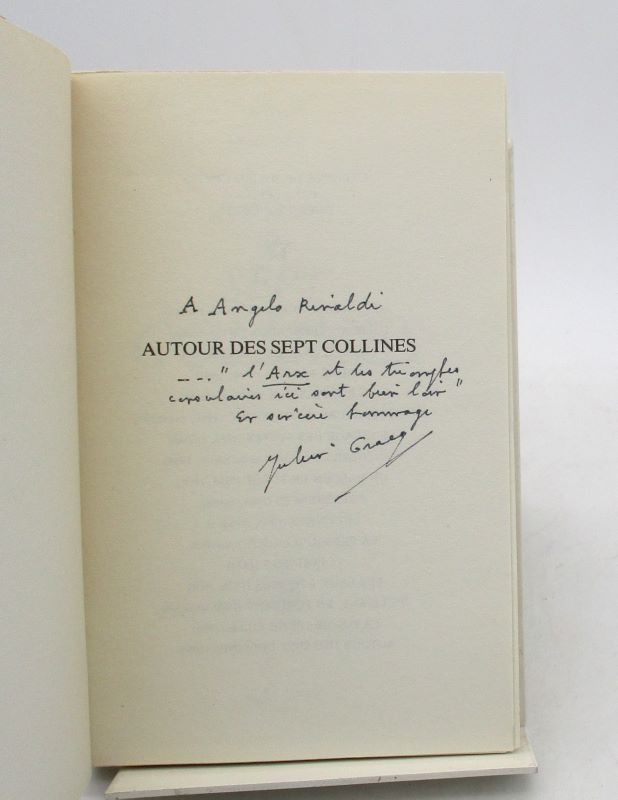 A Angelo Rinaldi
AUTOUR DES SEPT COLLINES
_ _ .. " l'Arx et les triomphes
consulaires ici sont bien loin "
En sincère hommage
Julien Gracq